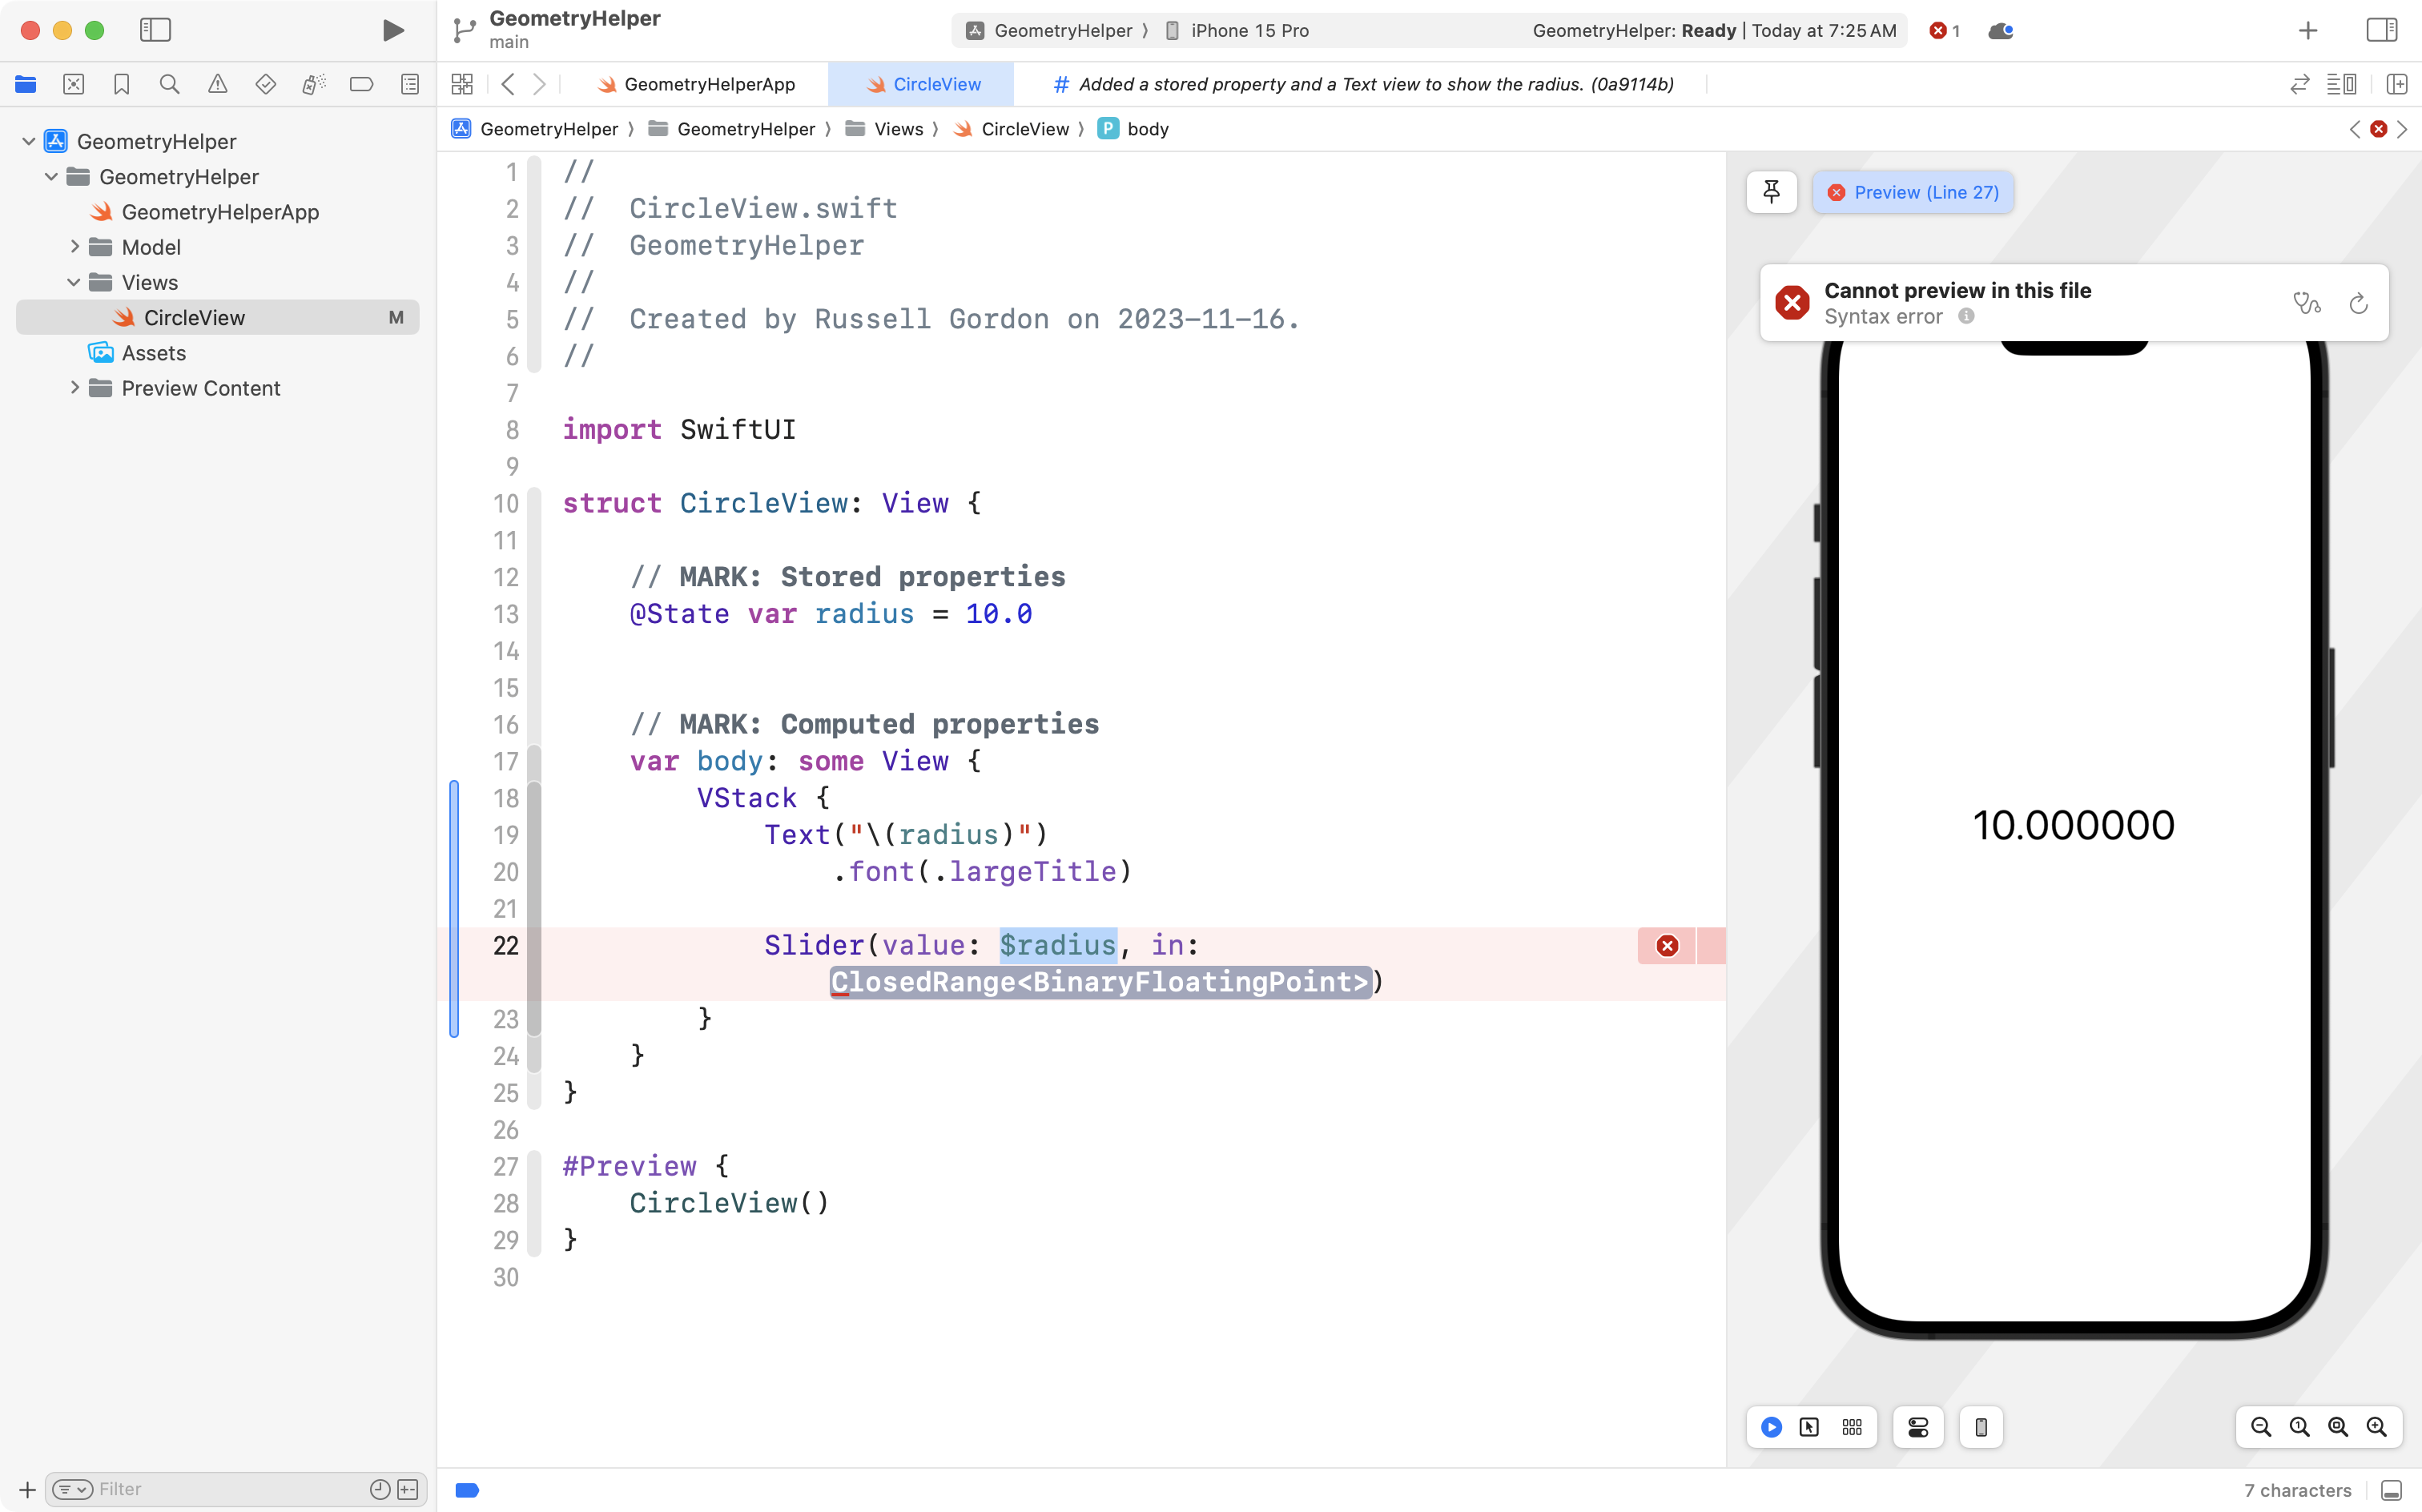 GeometryHelper
main
GeometryHelper 〉 iPhone 15 Pro
GeometryHelper: Ready | Today at 7:25 AM
1
GeometryHelperApp
CircleView
# Added a stored property and a Text view to show the radius. (0a9114b)
GeometryHelper 〉 GeometryHelper 〉 Views 〉 CircleView 〉 P body
GeometryHelper
GeometryHelper
GeometryHelperApp
Model
Views
CircleView M
Assets
Preview Content
Filter
1 //
2 //  CircleView.swift
3 //  GeometryHelper
4 //
5 //  Created by Russell Gordon on 2023-11-16.
6 //
7
8 import SwiftUI
9
10 struct CircleView: View {
11
12     // MARK: Stored properties
13     @State var radius = 10.0
14
15
16     // MARK: Computed properties
17     var body: some View {
18         VStack {
19             Text("\(radius)")
20                 .font(.largeTitle)
21
22             Slider(value: $radius, in:
                ClosedRange<BinaryFloatingPoint>)
23         }
24     }
25 }
26
27 #Preview {
28     CircleView()
29 }
30
Preview (Line 27)
Cannot preview in this file
Syntax error
10.000000
7 characters